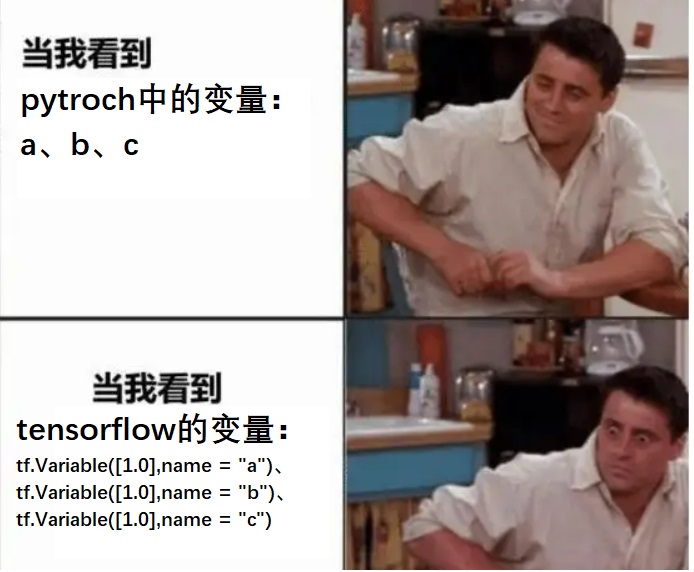 当我看到
pytroch中的变量：
a、b、c
当我看到
tensorflow的变量：
tf.Variable([1.0],name = "a")、
tf.Variable([1.0],name = "b")、
tf.Variable([1.0],name = "c")